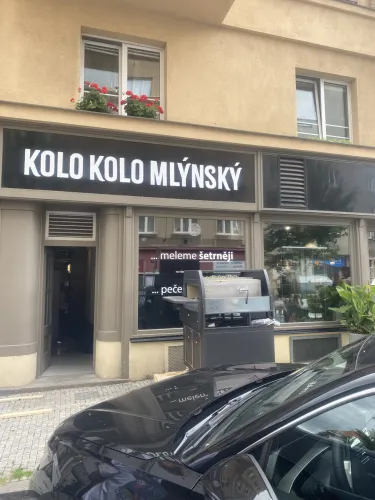 KOLO KOLO MLÝNSKÝ
... meleme šetrněji
... peče